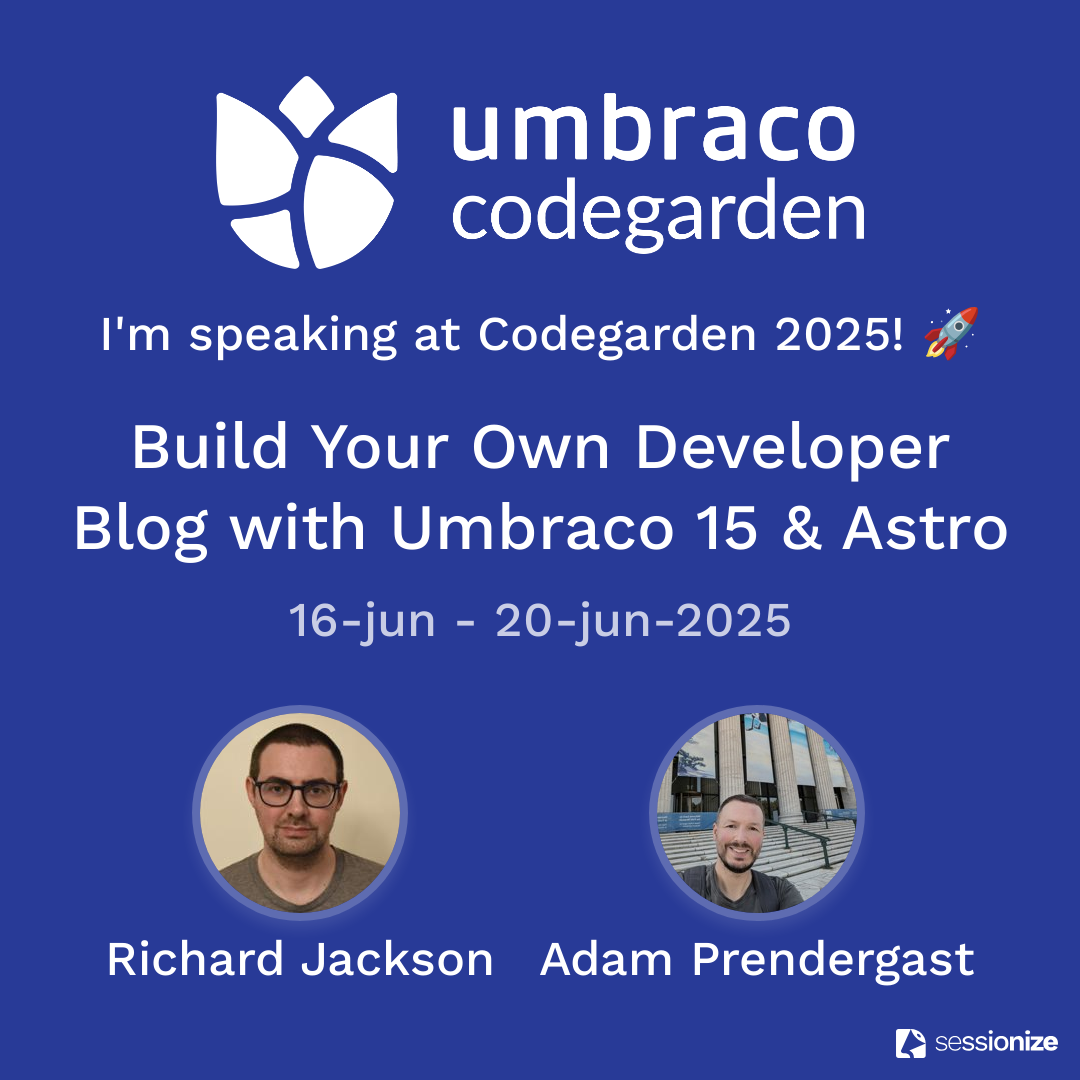 umbraco
codegarden
I'm speaking at Codegarden 2025! 🚀
Build Your Own Developer
Blog with Umbraco 15 & Astro
16-jun - 20-jun-2025
Richard Jackson
Adam Prendergast
sessionize